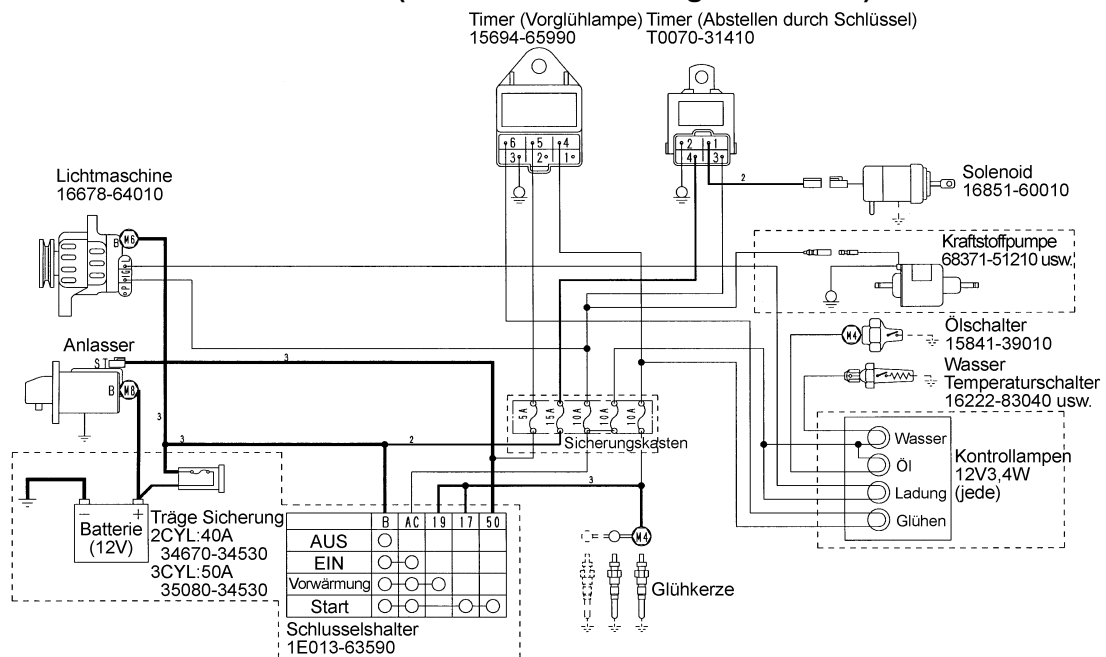 Timer (Vorglühlampe)
15694-65990
Timer (Abstellen durch Schlüssel)
T0070-31410
6 5 4
3 2 1
2 1
4 3
Lichtmaschine
16678-64010
B
M6
L
IG
P
2
Solenoid
16851-60010
Kraftstoffpumpe
68371-51210 usw.
Anlasser
ST
B
M8
3
3
M4
Ölschalter
15841-39010
Wasser
Temperaturschalter
16222-83040 usw.
5A
15A
10A
10A
10A
Sicherungskasten
3
2
3
Wasser
Öl
Ladung
Glühen
Kontrollampen
12V3,4W
(jede)
− +
Batterie
(12V)
Träge Sicherung
2CYL:40A
34670-34530
3CYL:50A
35080-34530
B AC 19 17 50
AUS
EIN
Vorwärmung
Start
Schlusselshalter
1E013-63590
M4
Glühkerze